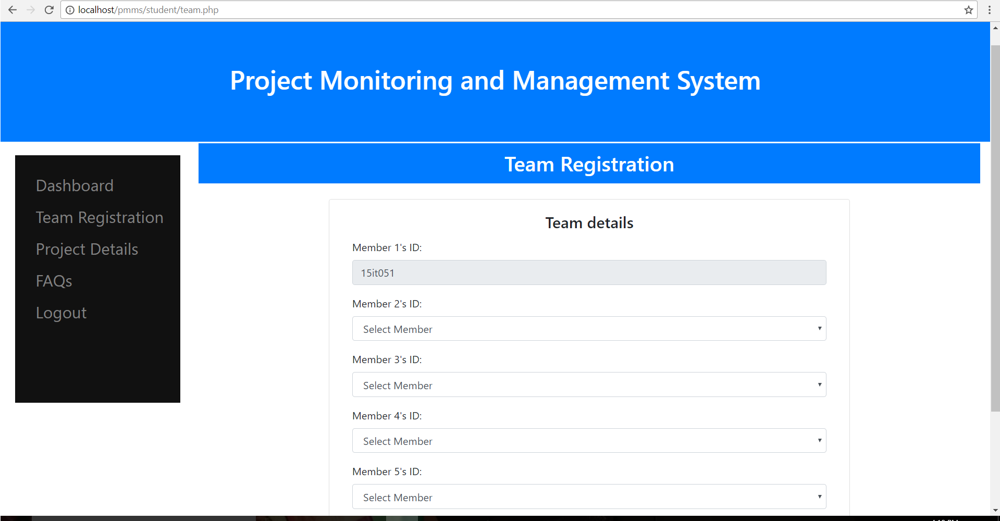 localhost/pmms/student/team.php
Project Monitoring and Management System
Team Registration
Dashboard
Team Registration
Project Details
FAQs
Logout
Team details
Member 1's ID:
15it051
Member 2's ID:
Select Member
Member 3's ID:
Select Member
Member 4's ID:
Select Member
Member 5's ID:
Select Member